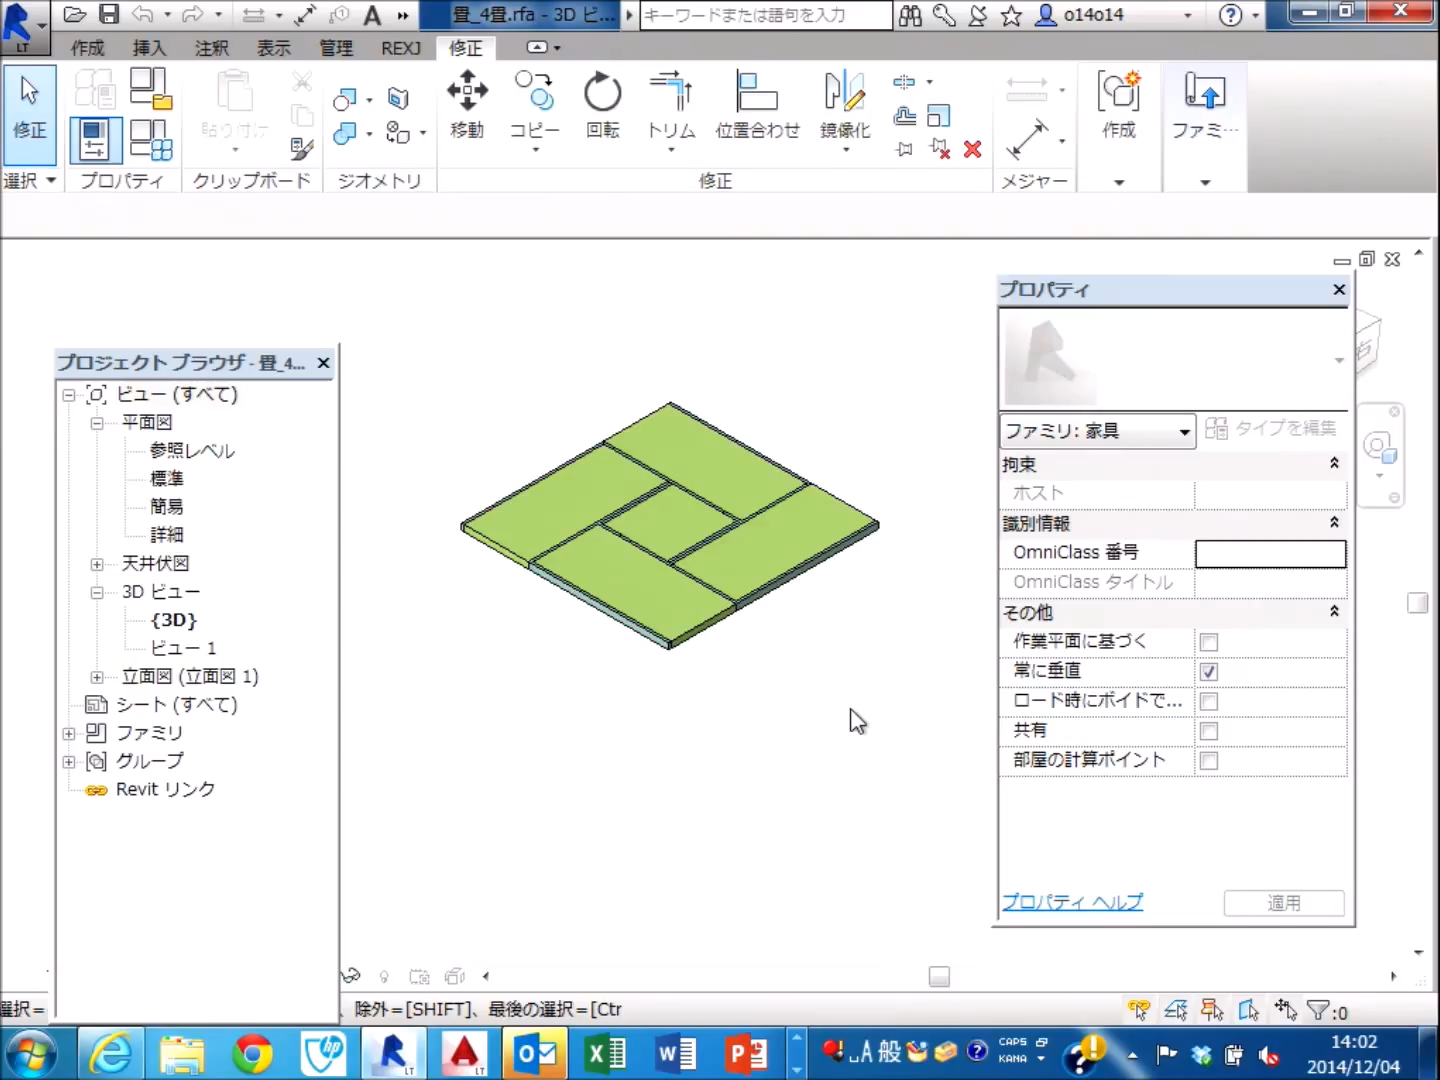 畳_4畳.rfa - 3D ビ...
キーワードまたは語句を入力
o14o14
LT
作成
挿入
注釈
表示
管理
REXJ
修正
修正
貼り付け
移動
コピー
回転
トリム
位置合わせ
鏡像化
作成
ファミ...
選択
プロパティ
クリップボード
ジオメトリ
修正
メジャー
プロジェクト ブラウザ - 畳_4...
ビュー (すべて)
平面図
参照レベル
標準
簡易
詳細
天井伏図
3D ビュー
{3D}
ビュー 1
立面図 (立面図 1)
シート (すべて)
ファミリ
グループ
Revit リンク
プロパティ
ファミリ: 家具
タイプを編集
拘束
ホスト
識別情報
OmniClass 番号
OmniClass タイトル
その他
作業平面に基づく
常に垂直
ロード時にボイドで...
共有
部屋の計算ポイント
プロパティ ヘルプ
適用
選択=
除外=[SHIFT]、最後の選択=[Ctr
:0
A 般
CAPS
KANA
14:02
2014/12/04